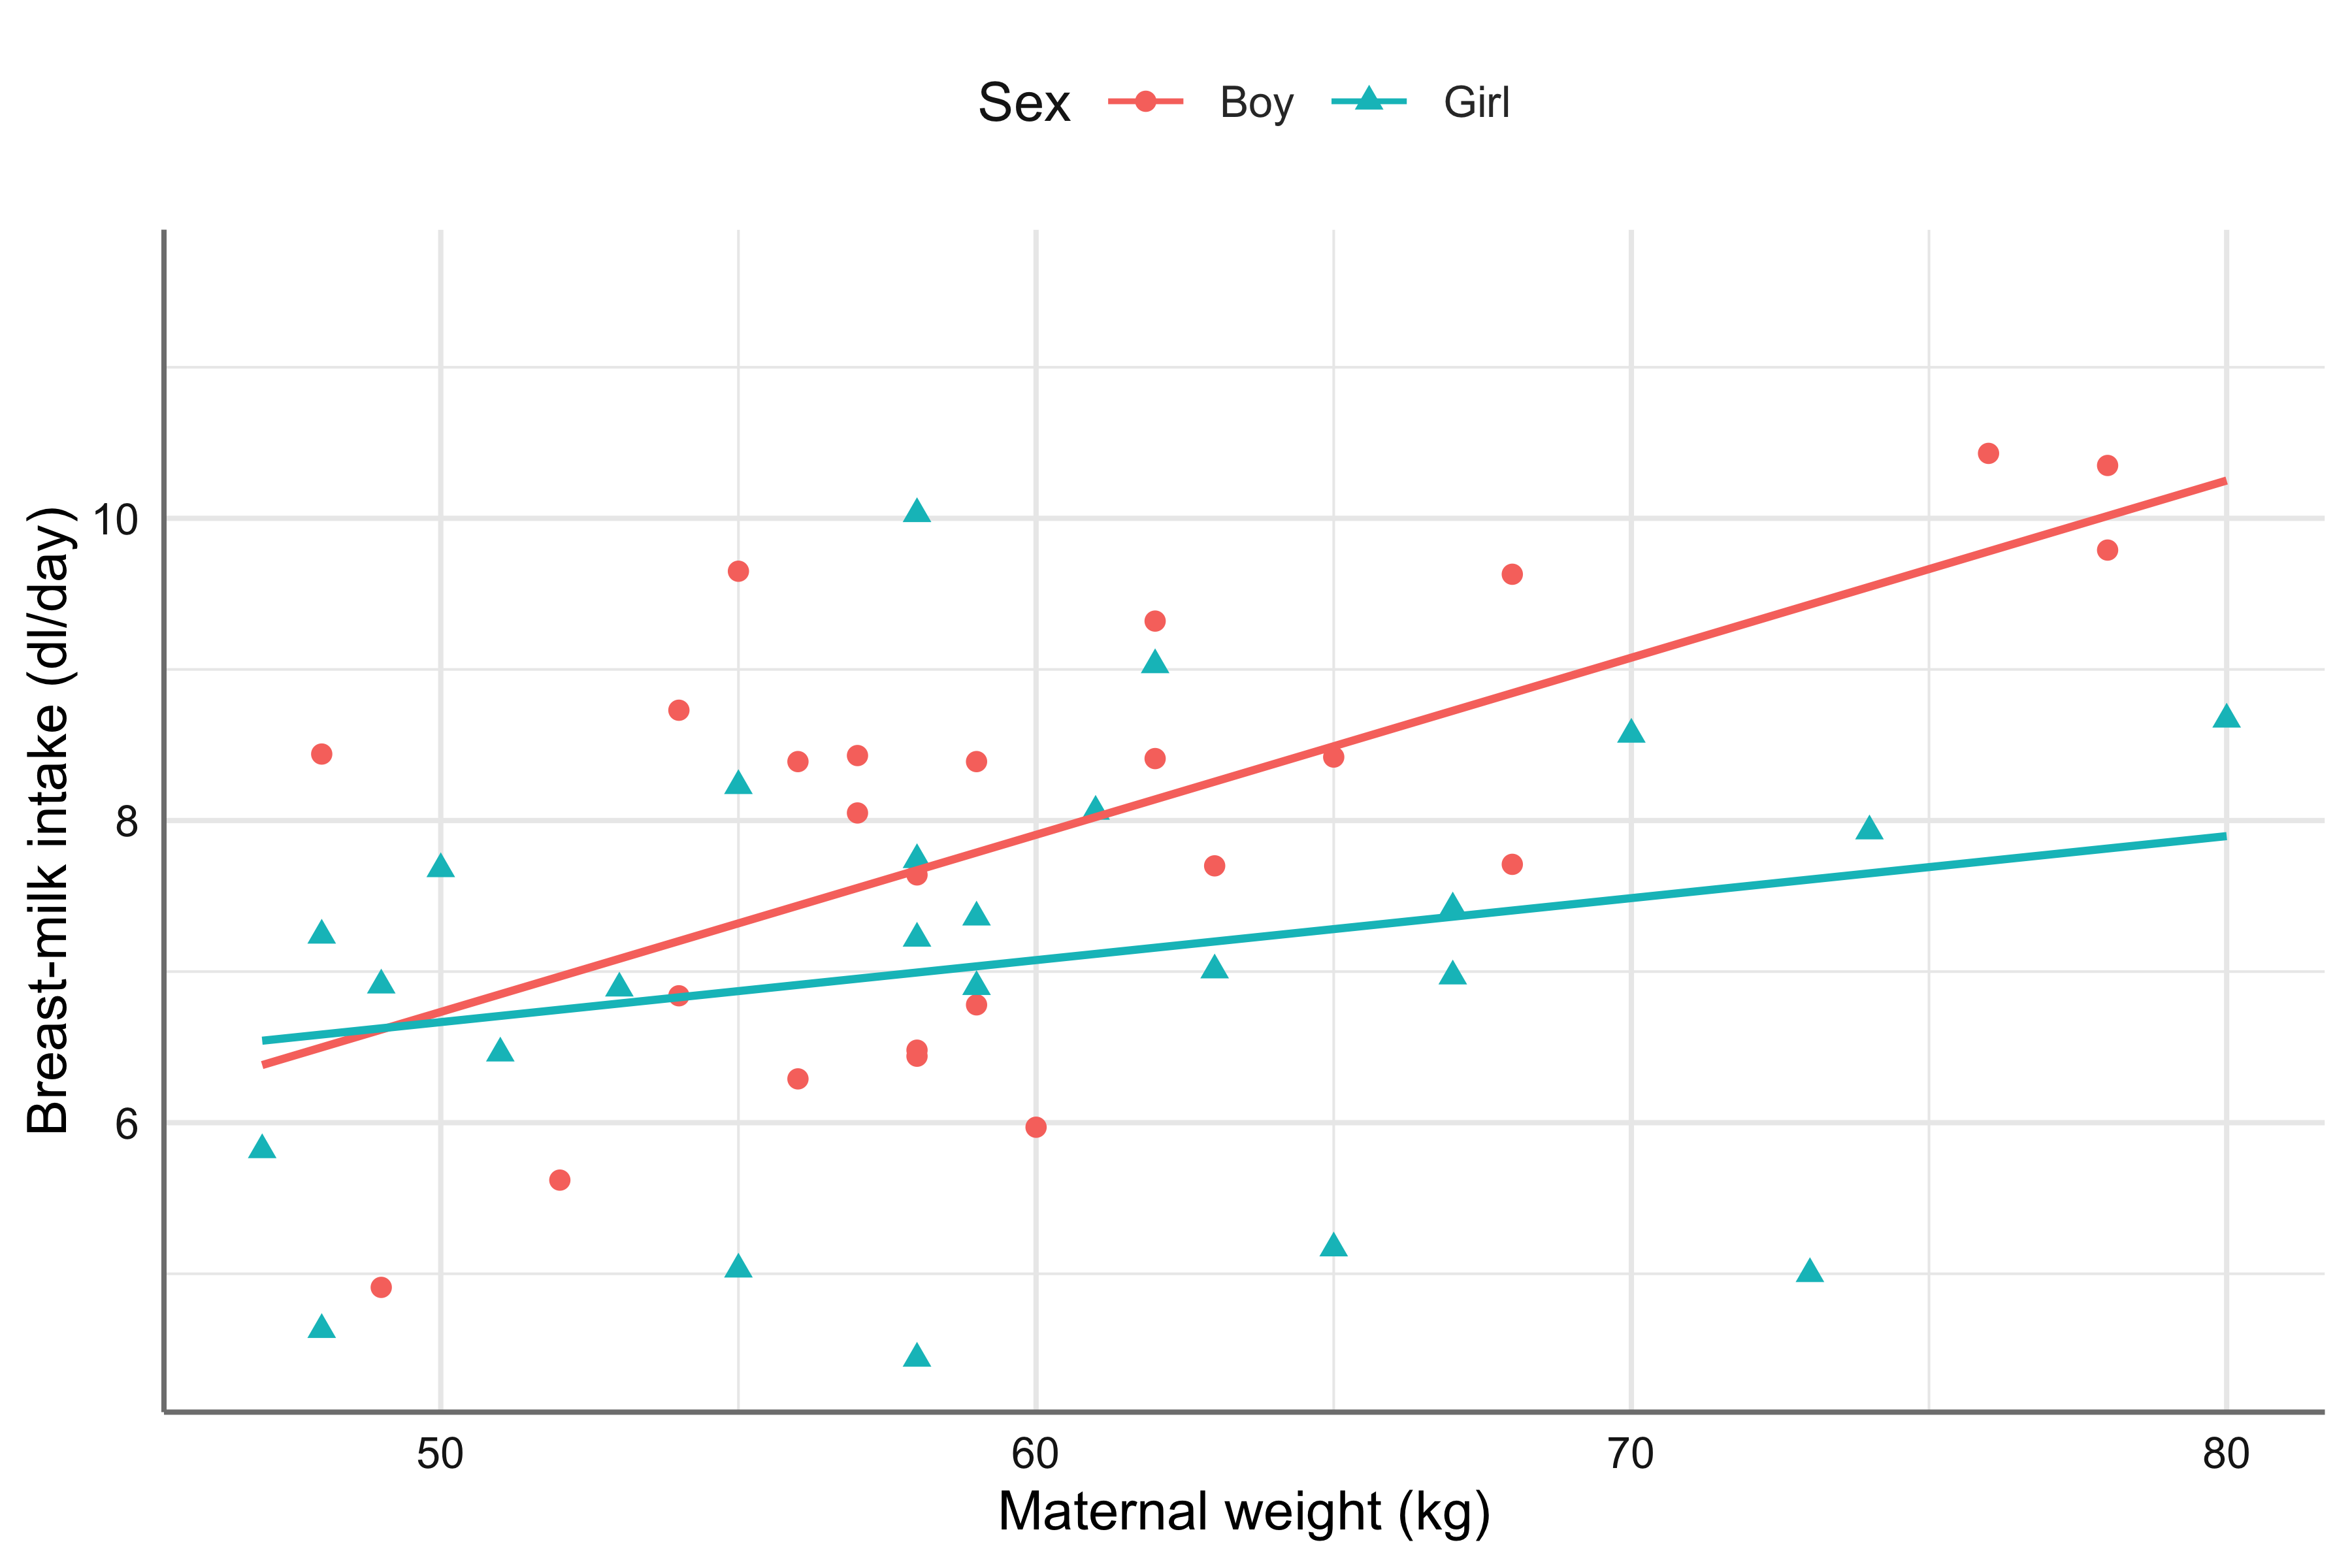 Sex Boy Girl
Breast-milk intake (dl/day)
10
8
6
50 60 70 80
Maternal weight (kg)